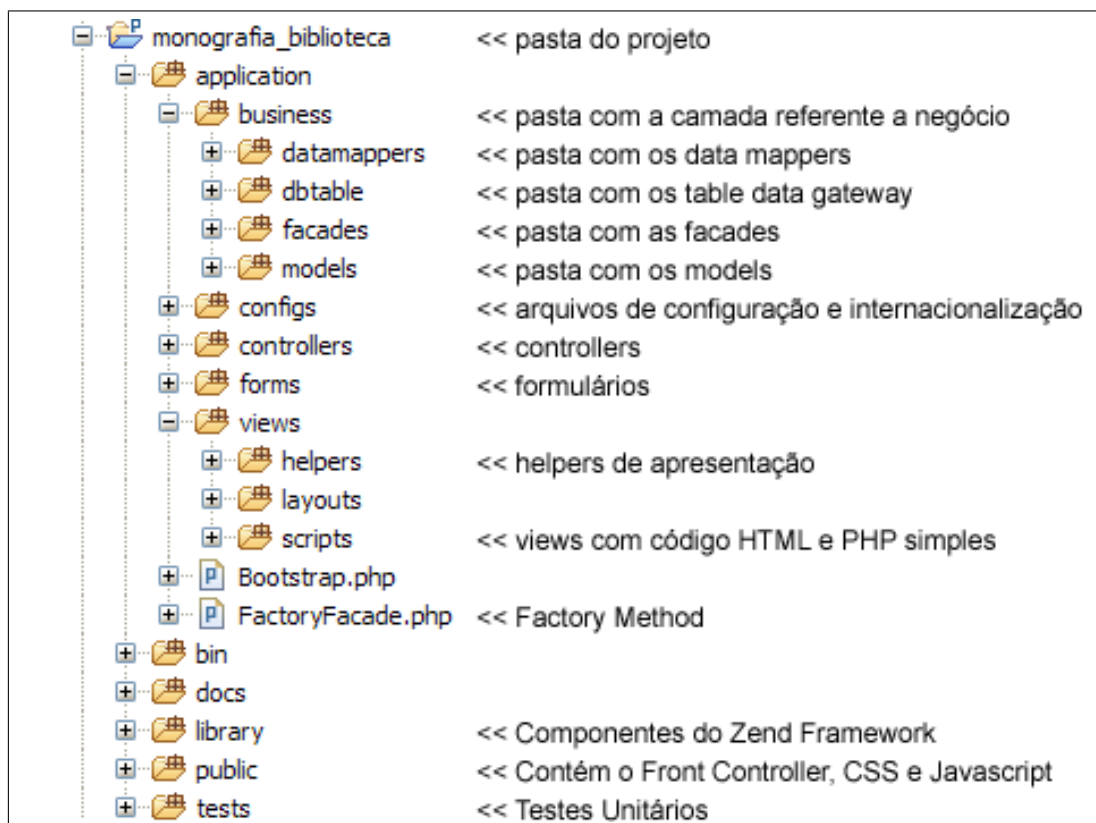 monografia_biblioteca << pasta do projeto
application
business << pasta com a camada referente a negócio
datamappers << pasta com os data mappers
dbtable << pasta com os table data gateway
facades << pasta com as facades
models << pasta com os models
configs << arquivos de configuração e internacionalização
controllers << controllers
forms << formulários
views
helpers << helpers de apresentação
layouts
scripts << views com código HTML e PHP simples
Bootstrap.php
FactoryFacade.php << Factory Method
bin
docs
library << Componentes do Zend Framework
public << Contém o Front Controller, CSS e Javascript
tests << Testes Unitários